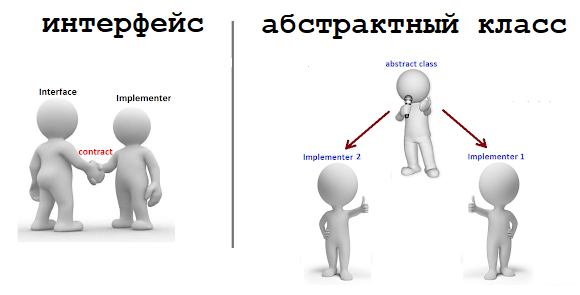 интерфейс
абстрактный класс
Interface
Implementer
contract
abstract class
Implementer 2
Implementer 1